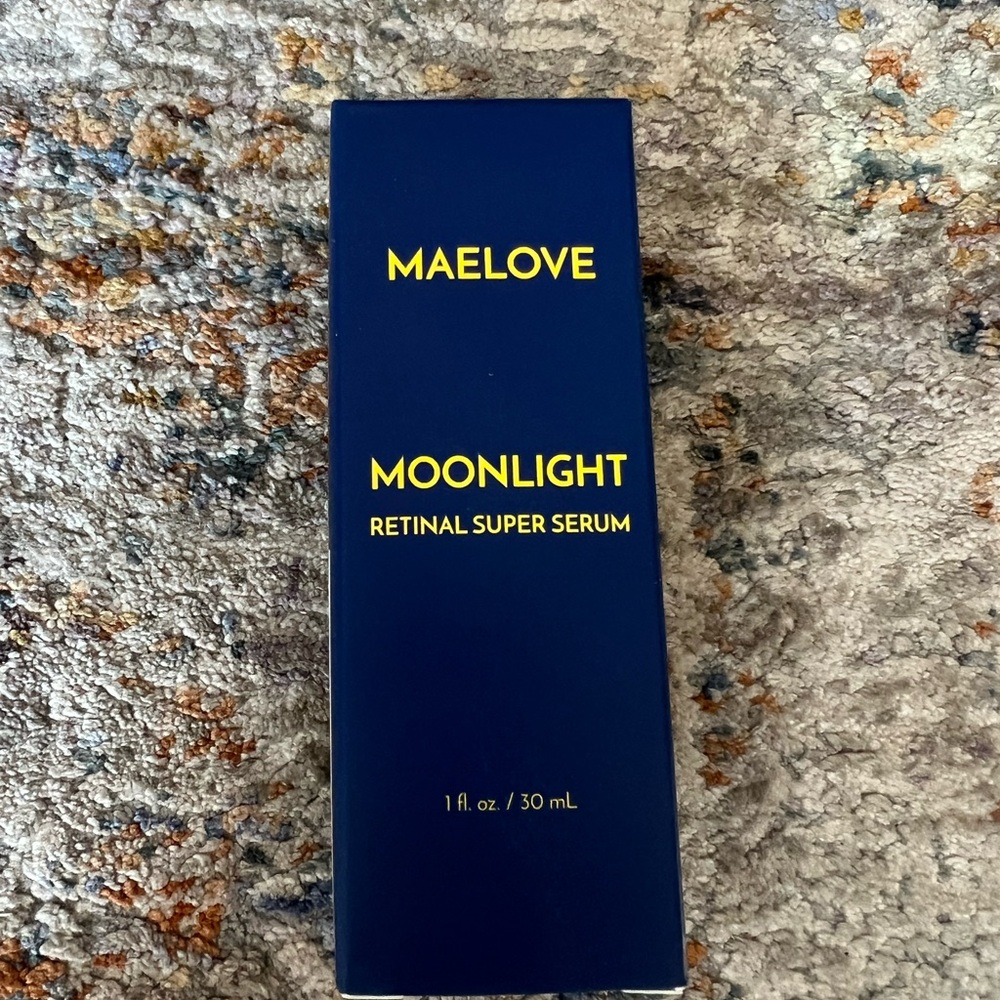 MAELOVE
MOONLIGHT
RETINAL SUPER SERUM
1 fl. oz. / 30 mL